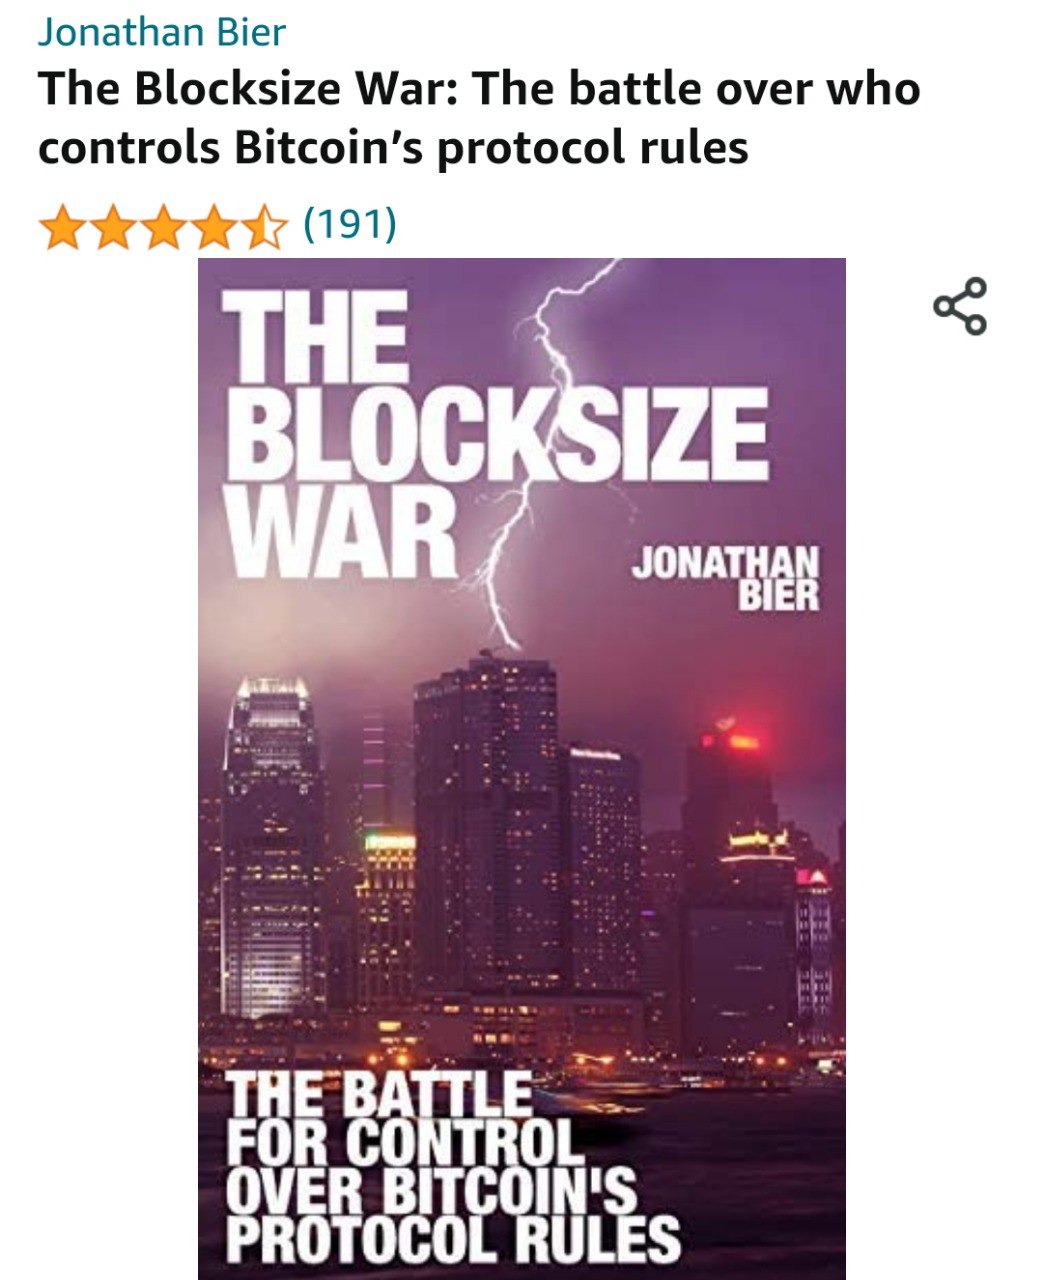 Jonathan Bier
The Blocksize War: The battle over who
controls Bitcoin’s protocol rules
(191)
THE
BLOCKSIZE
WAR
JONATHAN
BIER
THE BATTLE
FOR CONTROL
OVER BITCOIN'S
PROTOCOL RULES